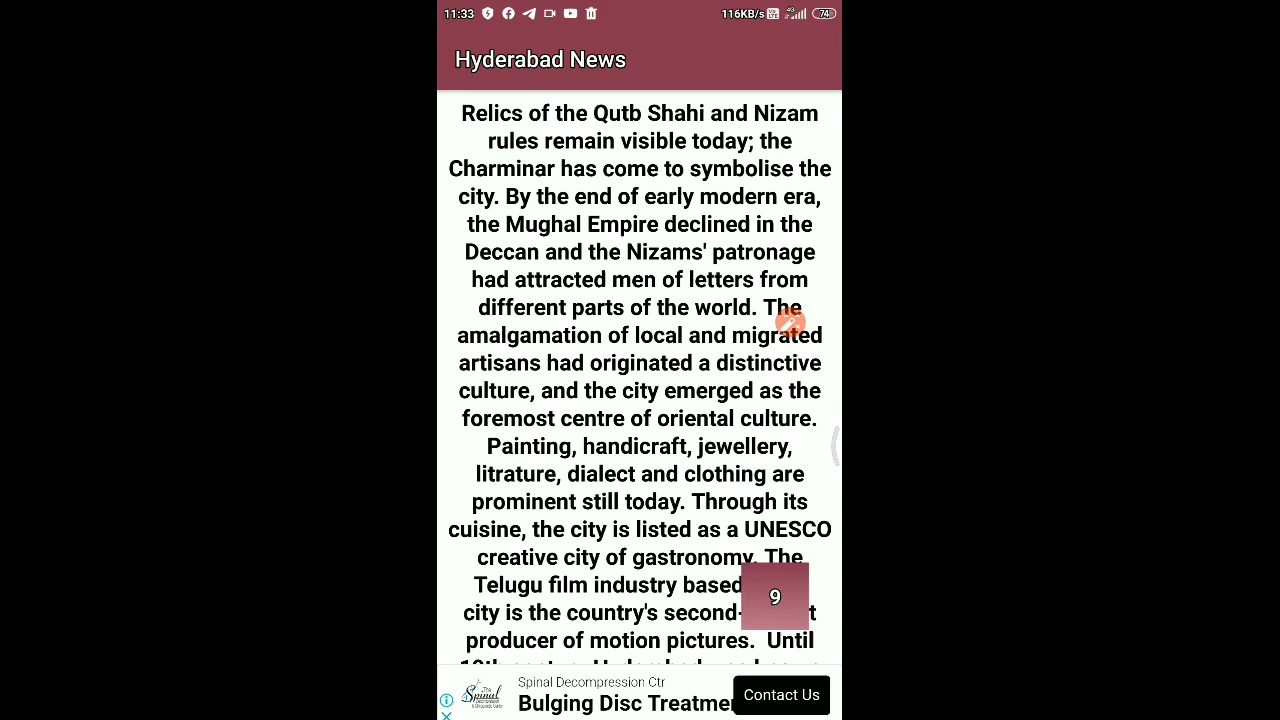 11:33
116KB/s
4G
74
Hyderabad News
Relics of the Qutb Shahi and Nizam
rules remain visible today; the
Charminar has come to symbolise the
city. By the end of early modern era,
the Mughal Empire declined in the
Deccan and the Nizams' patronage
had attracted men of letters from
different parts of the world. The
amalgamation of local and migrated
artisans had originated a distinctive
culture, and the city emerged as the
foremost centre of oriental culture.
Painting, handicraft, jewellery,
litrature, dialect and clothing are
prominent still today. Through its
cuisine, the city is listed as a UNESCO
creative city of gastronomy. The
Telugu film industry based
city is the country's second-
producer of motion pictures. Until
9
The Spinal
Spinal Decompression Ctr
Bulging Disc
Contact Us